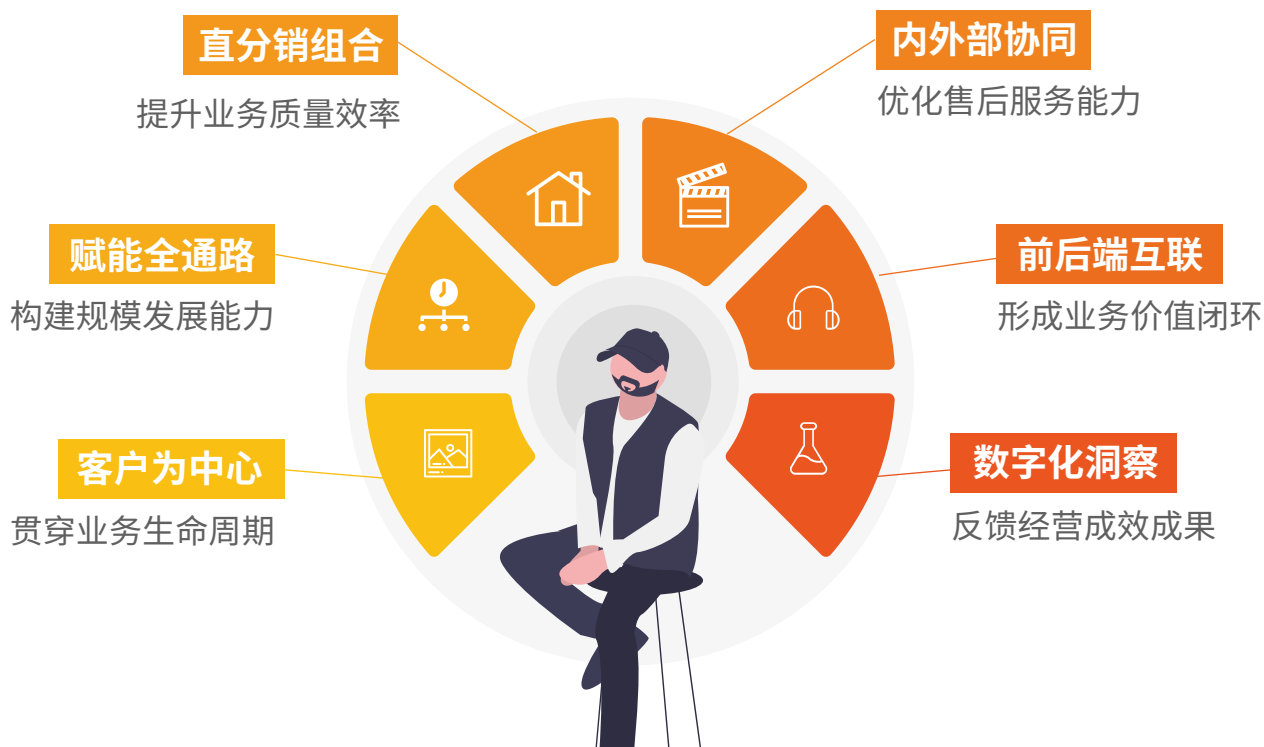 直分销组合
提升业务质量效率
赋能全通路
构建规模发展能力
客户为中心
贯穿业务生命周期
内外部协同
优化售后服务能力
前后端互联
形成业务价值闭环
数字化洞察
反馈经营成效成果